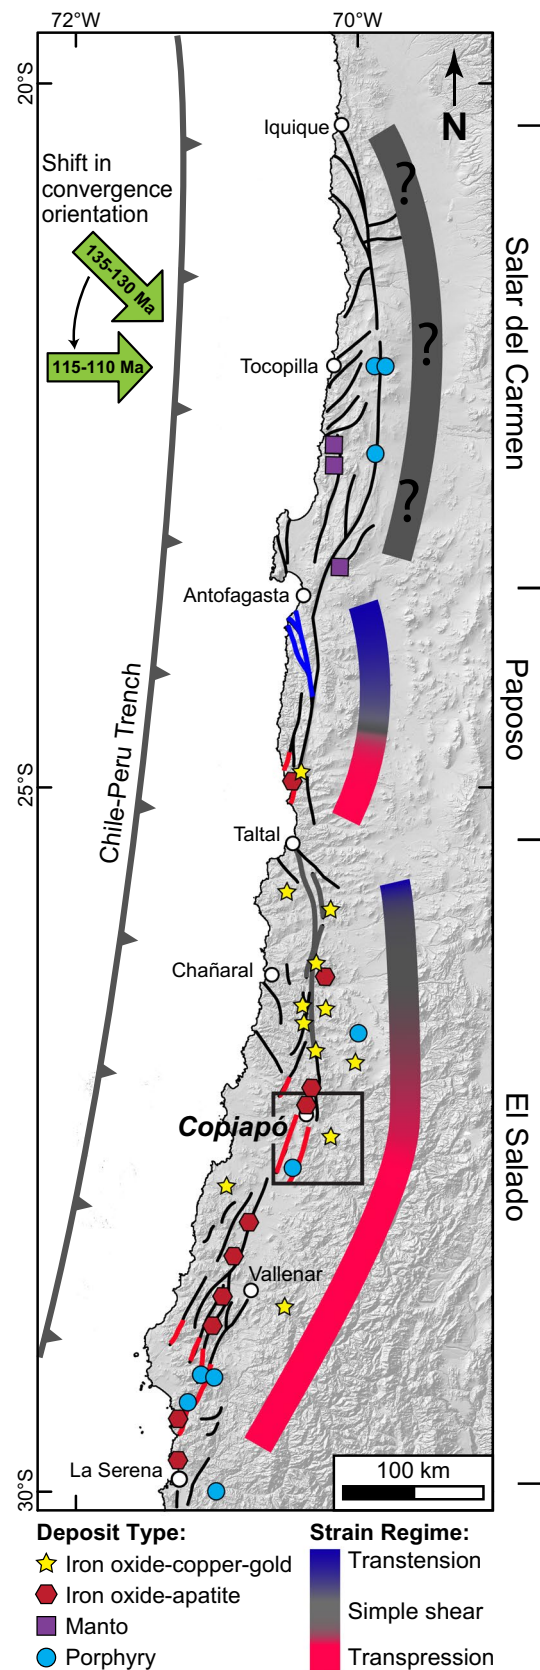 72°W
70°W
20°S
N
Iquique
Shift in
convergence
orientation
135-130 Ma
115-110 Ma
?
?
?
Salar del Carmen
Tocopilla
Antofagasta
Paposo
Chile-Peru Trench
25°S
Taltal
Chañaral
Copiapó
El Salado
Vallenar
La Serena
100 km
30°S
Deposit Type:
Iron oxide-copper-gold
Iron oxide-apatite
Manto
Porphyry
Strain Regime:
Transtension
Simple shear
Transpression